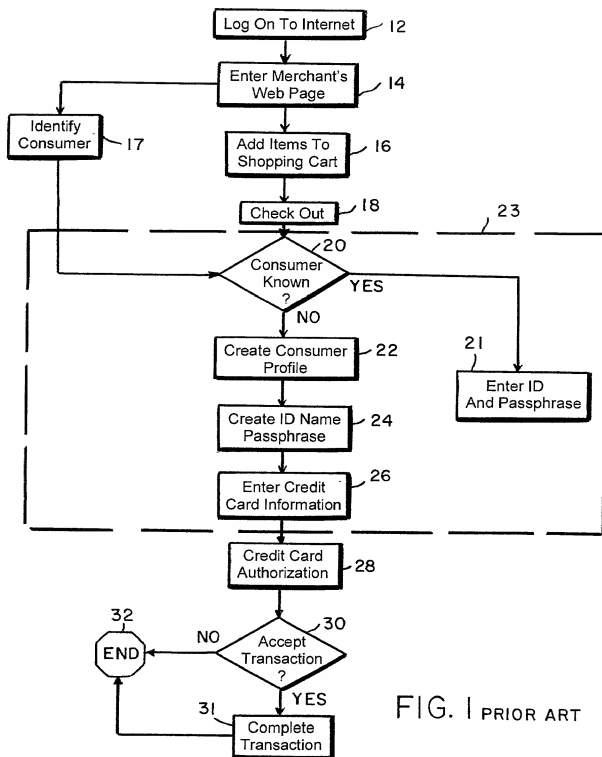 Log On To Internet
12
Enter Merchant's
Web Page
14
Identify
Consumer
17
Add Items To
Shopping Cart
16
Check Out
18
23
20
Consumer
Known
?
YES
NO
Create Consumer
Profile
22
21
Enter ID
And Passphrase
Create ID Name
Passphrase
24
Enter Credit
Card Information
26
Credit Card
Authorization
28
32
END
NO
Accept
Transaction
?
30
YES
31
Complete
Transaction
FIG. 1 PRIOR ART